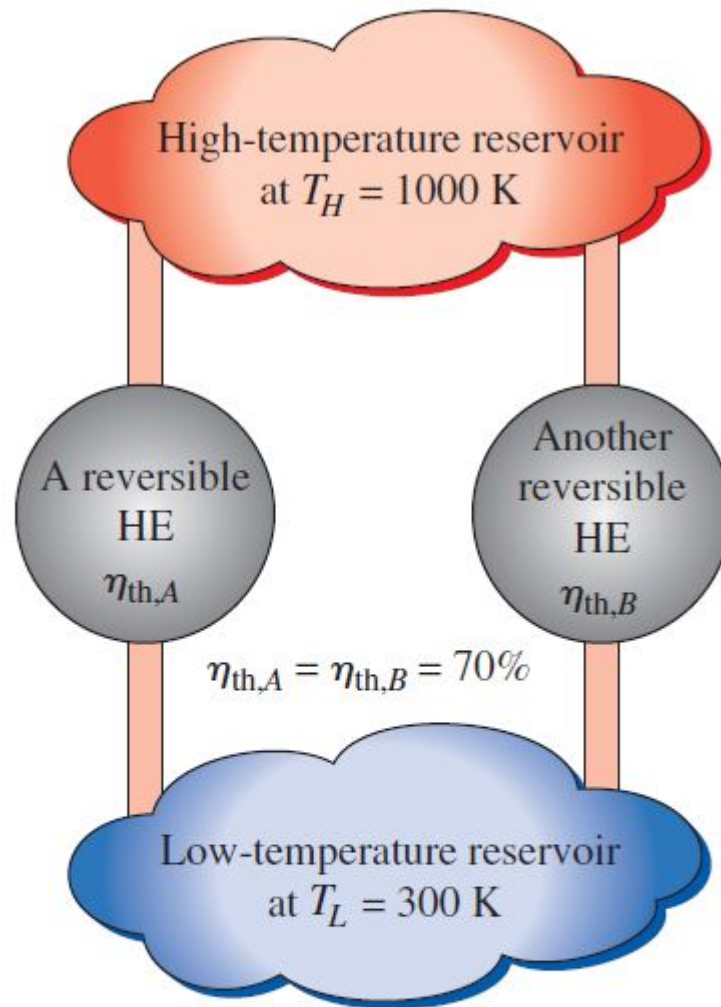 High-temperature reservoir
at T_H = 1000 K
A reversible
HE
η_th,A
Another
reversible
HE
η_th,B
η_th,A = η_th,B = 70%
Low-temperature reservoir
at T_L = 300 K